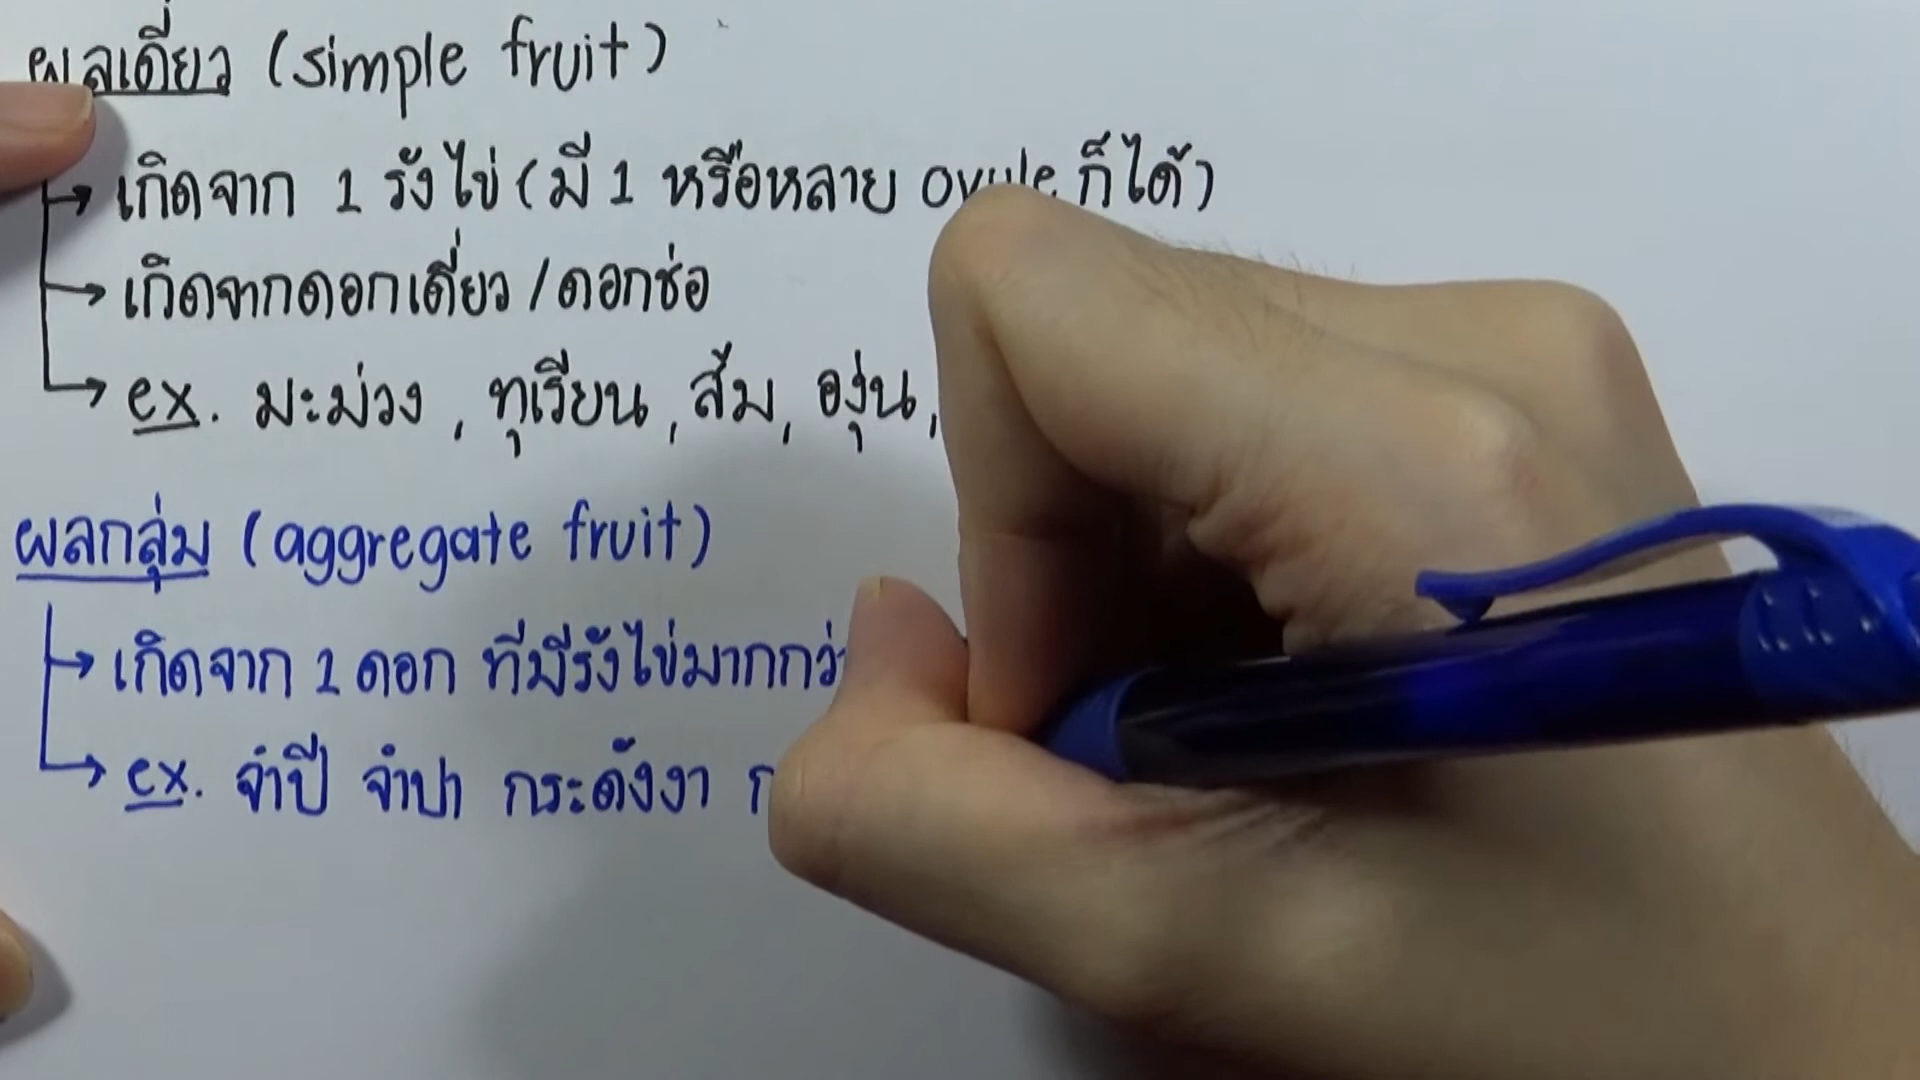 ผลเดี่ยว (simple fruit)
เกิดจาก 1 รังไข่ (มี 1 หรือหลาย ovule ก็ได้)
เกิดจากดอกเดี่ยว / ดอกช่อ
ex. มะม่วง , ทุเรียน , ส้ม , องุ่น ,
ผลกลุ่ม (aggregate fruit)
เกิดจาก 1 ดอก ที่มีรังไข่มากกว่
ex. จำปี จำปา กระดังงา ก